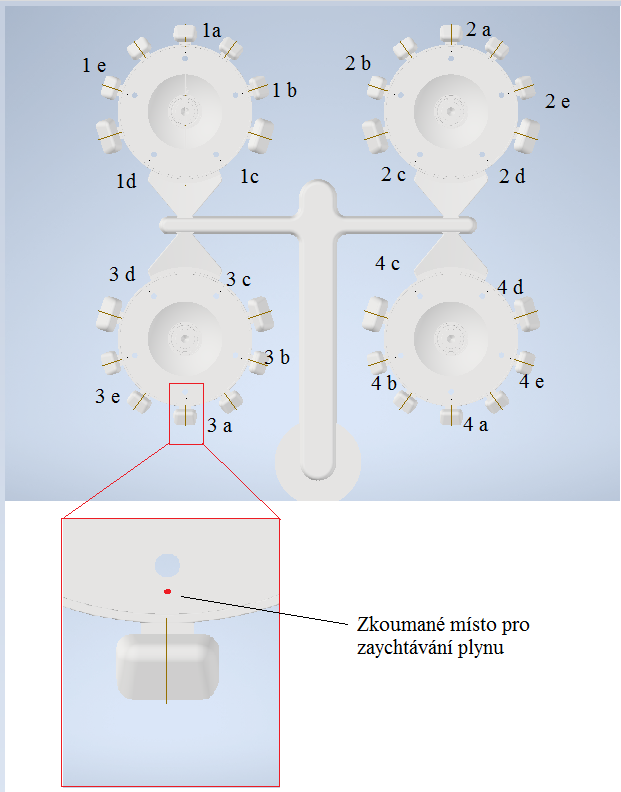 1a
2 a
1 e
2 b
1 b
2 e
1d
1c
2 c
2 d
3 d
3 c
4 c
4 d
3 b
4 b
4 e
3 e
3 a
4 a
Zkoumané místo pro
zaychtávání plynu